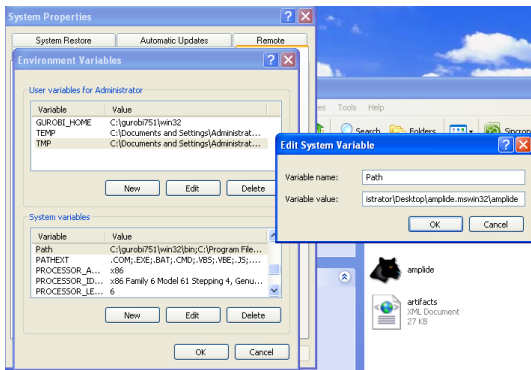 System Properties
System Restore
Automatic Updates
Remote
Environment Variables
User variables for Administrator
Variable Value
GUROBI_HOME C:\gurobi751\win32
TEMP C:\Documents and Settings\Administrat...
TMP C:\Documents and Settings\Administrat...
New Edit Delete
System variables
Variable Value
Path C:\gurobi751\win32\bin;C:\Program File...
PATHEXT .COM;.EXE;.BAT;.CMD;.VBS;.VBE;.JS;....
PROCESSOR_A... x86
PROCESSOR_ID... x86 Family 6 Model 61 Stepping 4, Genu...
PROCESSOR_LE... 6
New Edit Delete
OK Cancel
es Tools Help
Search Folders Sincron
Edit System Variable
Variable name: Path
Variable value: istrator\Desktop\amplide.mswin32\amplide
OK Cancel
amplide
artifacts
XML Document
27 KB